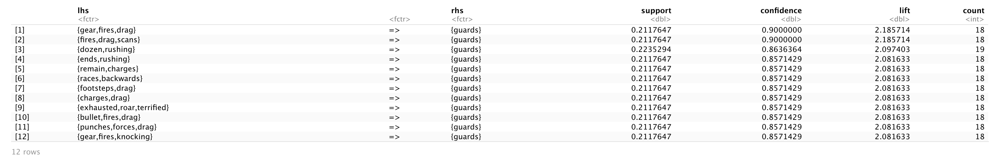 lhs rhs support confidence lift count
<fctr> <fctr> <fctr> <dbl> <dbl> <dbl> <int>
[1] {gear,fires,drag} => {guards} 0.2117647 0.9000000 2.185714 18
[2] {fires,drag,scans} => {guards} 0.2117647 0.9000000 2.185714 18
[3] {dozen,rushing} => {guards} 0.2235294 0.8636364 2.097403 19
[4] {ends,rushing} => {guards} 0.2117647 0.8571429 2.081633 18
[5] {remain,charges} => {guards} 0.2117647 0.8571429 2.081633 18
[6] {races,backwards} => {guards} 0.2117647 0.8571429 2.081633 18
[7] {footsteps,drag} => {guards} 0.2117647 0.8571429 2.081633 18
[8] {charges,drag} => {guards} 0.2117647 0.8571429 2.081633 18
[9] {exhausted,roar,terrified} => {guards} 0.2117647 0.8571429 2.081633 18
[10] {bullet,fires,drag} => {guards} 0.2117647 0.8571429 2.081633 18
[11] {punches,forces,drag} => {guards} 0.2117647 0.8571429 2.081633 18
[12] {gear,fires,knocking} => {guards} 0.2117647 0.8571429 2.081633 18
12 rows